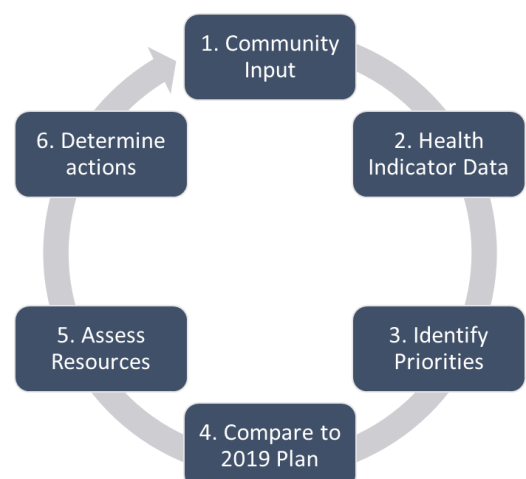 1. Community
Input
2. Health
Indicator Data
3. Identify
Priorities
4. Compare to
2019 Plan
5. Assess
Resources
6. Determine
actions